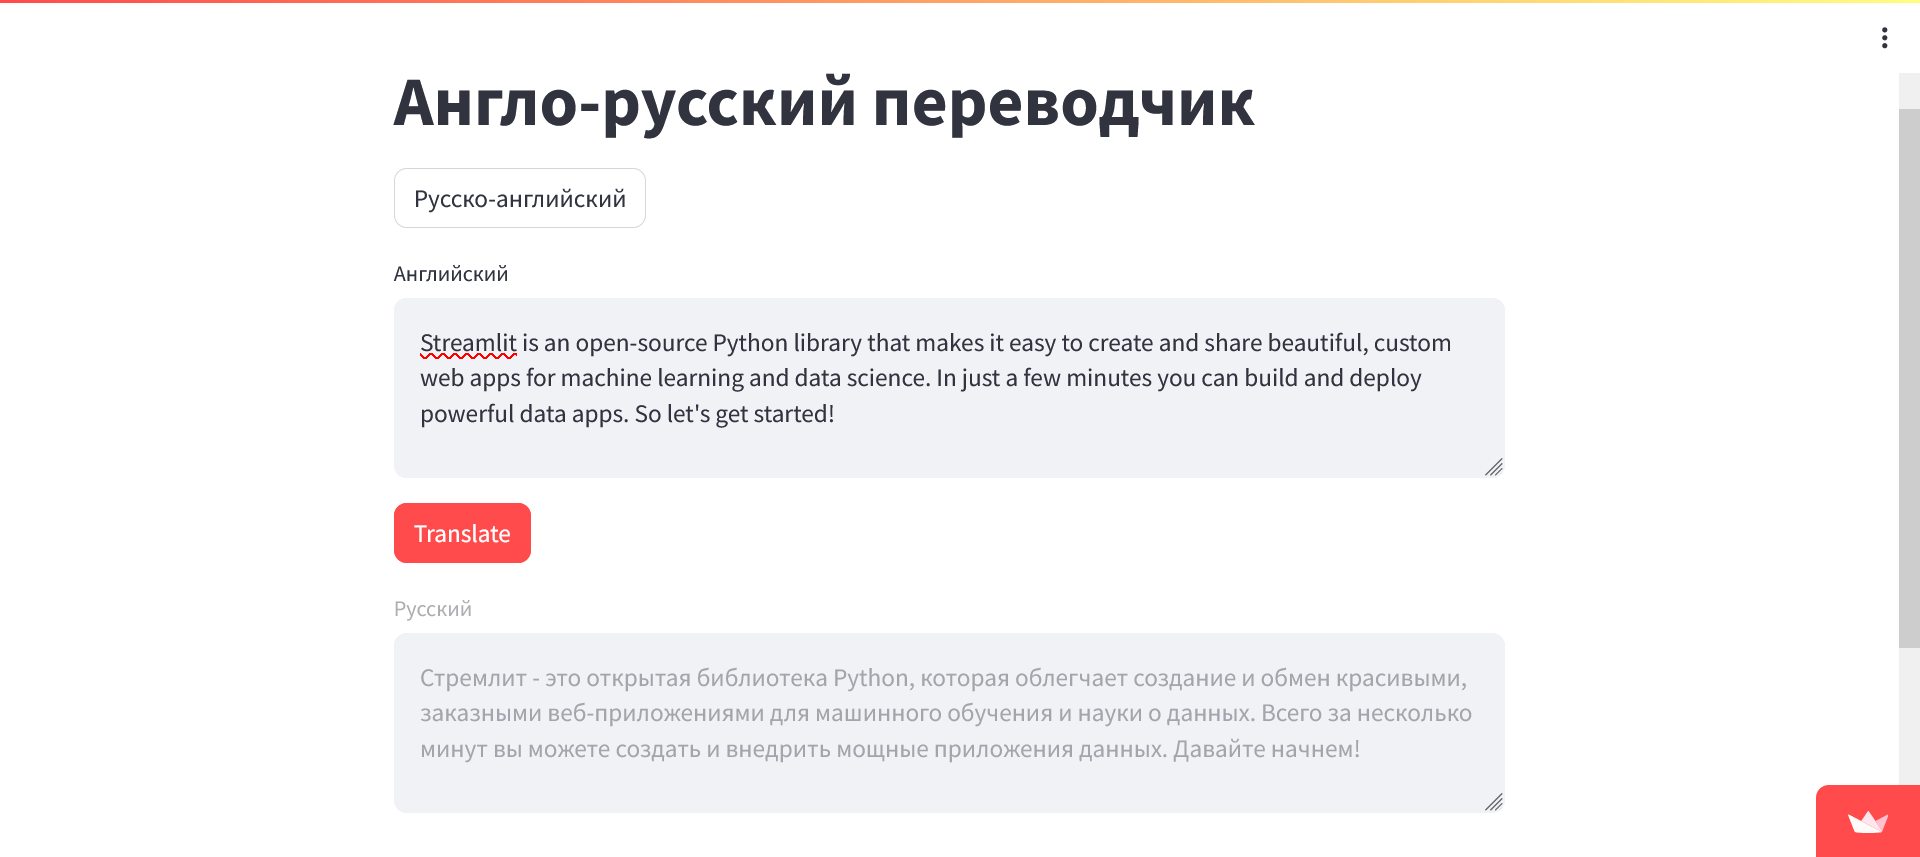 Англо-русский переводчик
Русско-английский
Английский
Streamlit is an open-source Python library that makes it easy to create and share beautiful, custom
web apps for machine learning and data science. In just a few minutes you can build and deploy
powerful data apps. So let's get started!
Translate
Русский
Стремлит - это открытая библиотека Python, которая облегчает создание и обмен красивыми,
заказными веб-приложениями для машинного обучения и науки о данных. Всего за несколько
минут вы можете создать и внедрить мощные приложения данных. Давайте начнем!